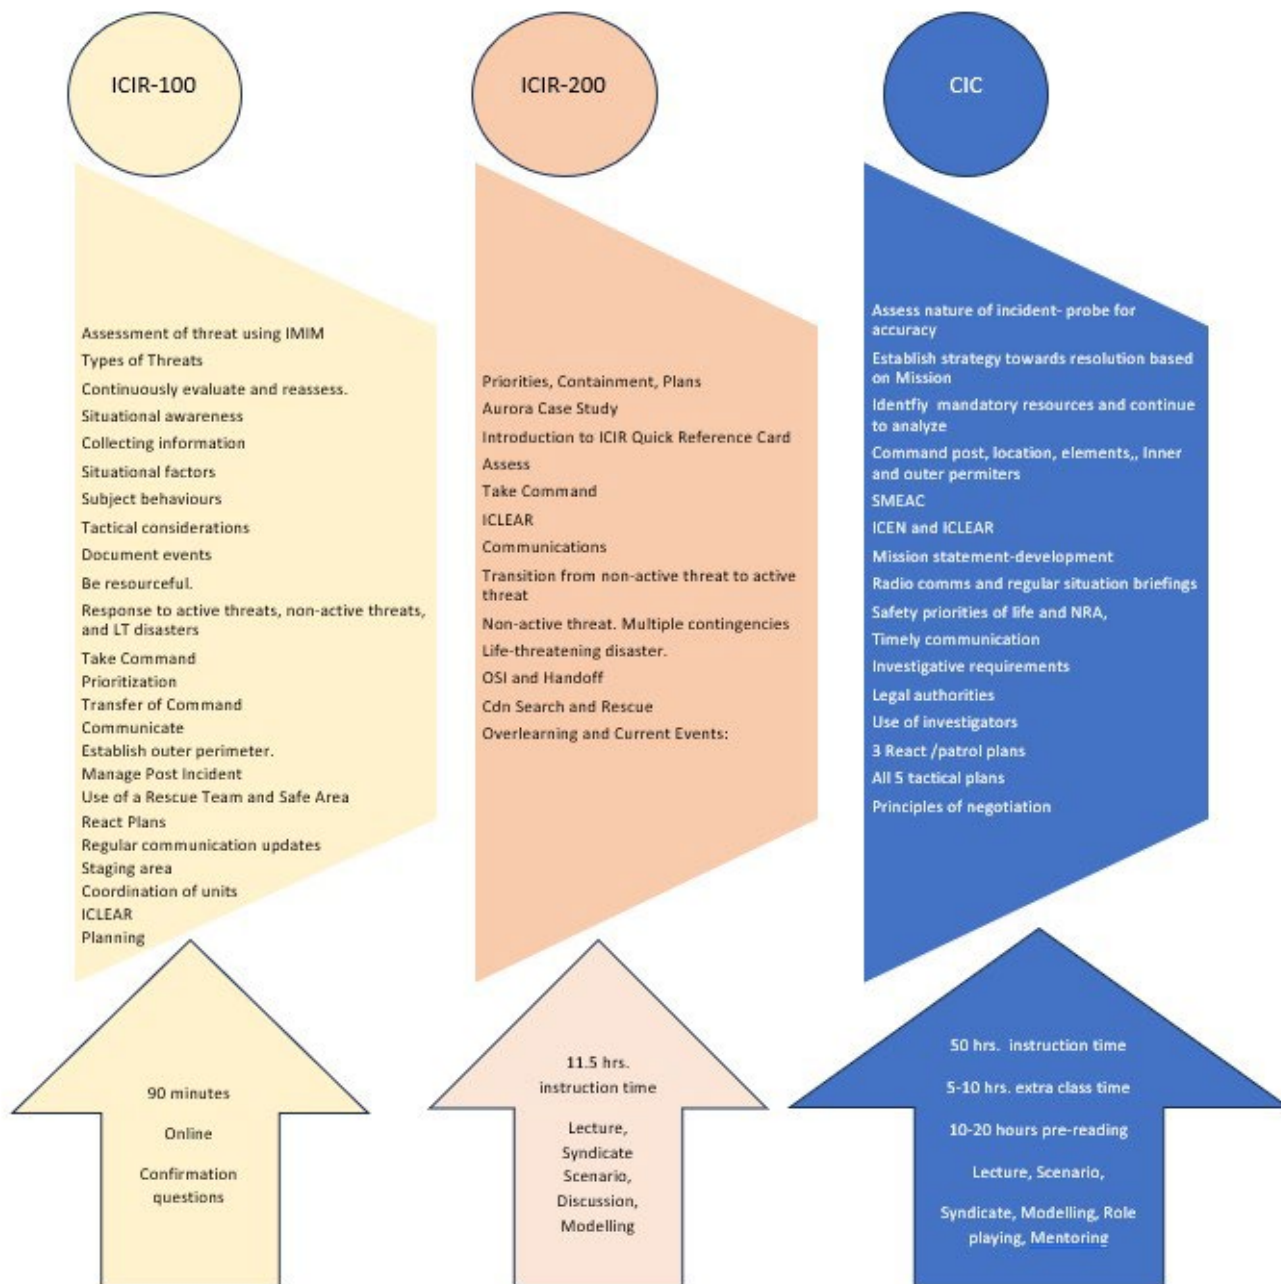 ICIR-100
Assessment of threat using IMIM
Types of Threats
Continuously evaluate and reassess.
Situational awareness
Collecting information
Situational factors
Subject behaviours
Tactical considerations
Document events
Be resourceful.
Response to active threats, non-active threats,
and LT disasters
Take Command
Prioritization
Transfer of Command
Communicate
Establish outer perimeter.
Manage Post Incident
Use of a Rescue Team and Safe Area
React Plans
Regular communication updates
Staging area
Coordination of units
ICLEAR
Planning
90 minutes
Online
Confirmation
questions
ICIR-200
Priorities, Containment, Plans
Aurora Case Study
Introduction to ICIR Quick Reference Card
Assess
Take Command
ICLEAR
Communications
Transition from non-active threat to active
threat
Non-active threat. Multiple contingencies
Life-threatening disaster.
OSI and Handoff
Cdn Search and Rescue
Overlearning and Current Events:
11.5 hrs.
instruction time
Lecture,
Syndicate
Scenario,
Discussion,
Modelling
CIC
Assess nature of incident- probe for
accuracy
Establish strategy towards resolution based
on Mission
Identfiy mandatory resources and continue
to analyze
Command post, location, elements,, Inner
and outer permiters
SMEAC
ICEN and ICLEAR
Mission statement-development
Radio comms and regular situation briefings
Safety priorities of life and NRA,
Timely communication
Investigative requirements
Legal authorities
Use of investigators
3 React /patrol plans
All 5 tactical plans
Principles of negotiation
50 hrs. instruction time
5-10 hrs. extra class time
10-20 hours pre-reading
Lecture, Scenario,
Syndicate, Modelling, Role
playing, Mentoring